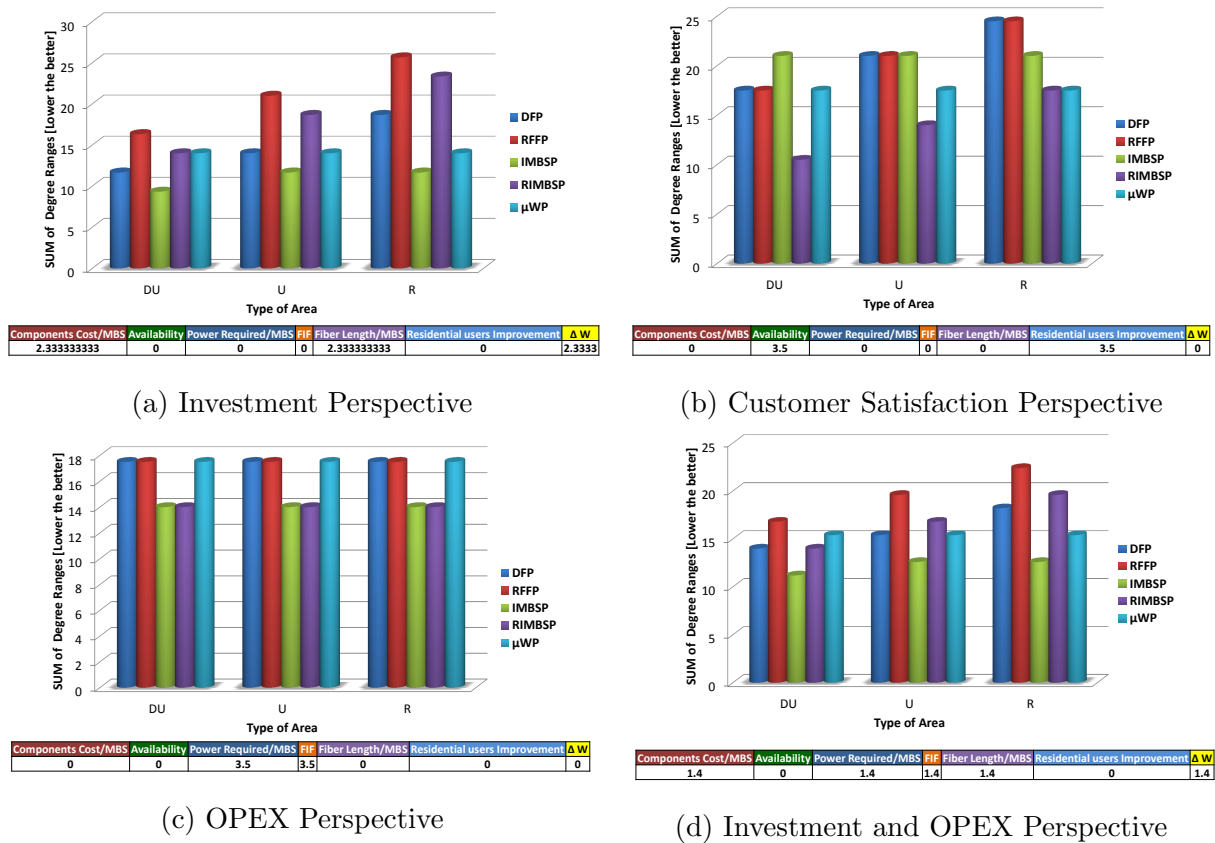 SUM of Degree Ranges [Lower the better]
30
25
20
15
10
5
0
DU U R
Type of Area
DFP
RFFP
IMBSP
RIMBSP
µWP
Components Cost/MBS Availability Power Required/MBS FIF Fiber Length/MBS Residential users Improvement Δ W
2.333333333 0 0 0 2.333333333 0 2.3333
(a) Investment Perspective
SUM of Degree Ranges [Lower the better]
25
20
15
10
5
0
DU U R
Type of Area
DFP
RFFP
IMBSP
RIMBSP
µWP
Components Cost/MBS Availability Power Required/MBS FIF Fiber Length/MBS Residential users Improvement Δ W
0 3.5 0 0 0 3.5 0
(b) Customer Satisfaction Perspective
SUM of Degree Ranges [Lower the better]
18
16
14
12
10
8
6
4
2
0
DU U R
Type of Area
DFP
RFFP
IMBSP
RIMBSP
µWP
Components Cost/MBS Availability Power Required/MBS FIF Fiber Length/MBS Residential users Improvement Δ W
0 0 3.5 3.5 0 0 0
(c) OPEX Perspective
SUM of Degree Ranges [Lower the better]
25
20
15
10
5
0
DU U R
Type of Area
DFP
RFFP
IMBSP
RIMBSP
µWP
Components Cost/MBS Availability Power Required/MBS FIF Fiber Length/MBS Residential users Improvement Δ W
1.4 0 1.4 1.4 1.4 0 1.4
(d) Investment and OPEX Perspective